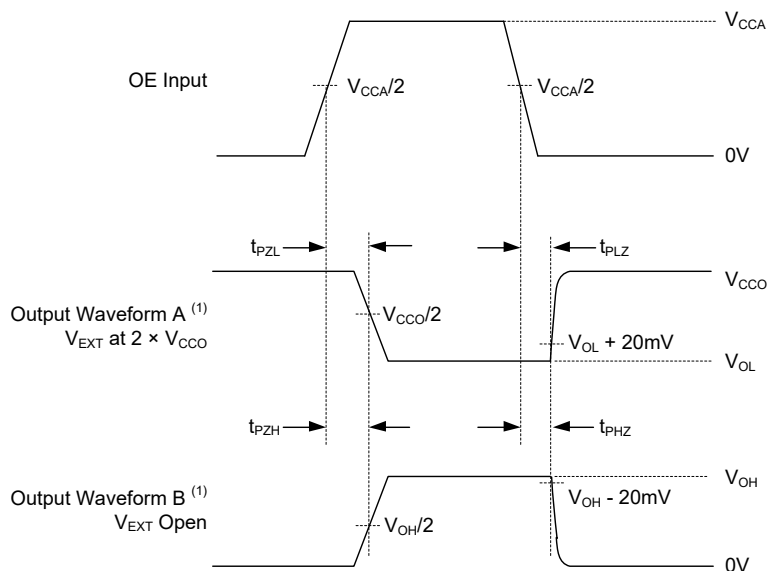 V_CCA
OE Input
V_CCA/2
V_CCA/2
0V
t_PZL
t_PLZ
V_CCO
Output Waveform A (1)
V_EXT at 2 × V_CCO
V_CCO/2
V_OL + 20mV
V_OL
t_PZH
t_PHZ
V_OH
Output Waveform B (1)
V_EXT Open
V_OH - 20mV
V_OH/2
0V